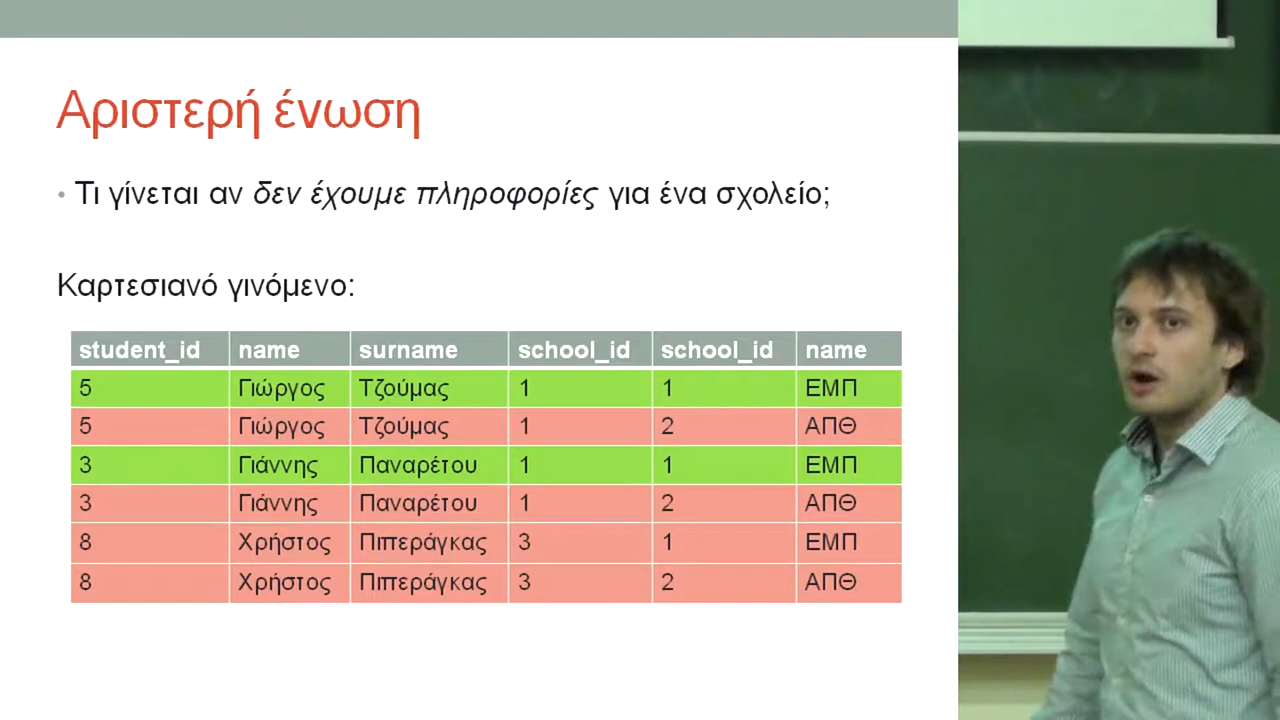 Αριστερή ένωση
• Τι γίνεται αν δεν έχουμε πληροφορίες για ένα σχολείο;
Καρτεσιανό γινόμενο:
student_id name surname school_id school_id name
5 Γιώργος Τζούμας 1 1 ΕΜΠ
5 Γιώργος Τζούμας 1 2 ΑΠΘ
3 Γιάννης Παναρέτου 1 1 ΕΜΠ
3 Γιάννης Παναρέτου 1 2 ΑΠΘ
8 Χρήστος Πιπεράγκας 3 1 ΕΜΠ
8 Χρήστος Πιπεράγκας 3 2 ΑΠΘ